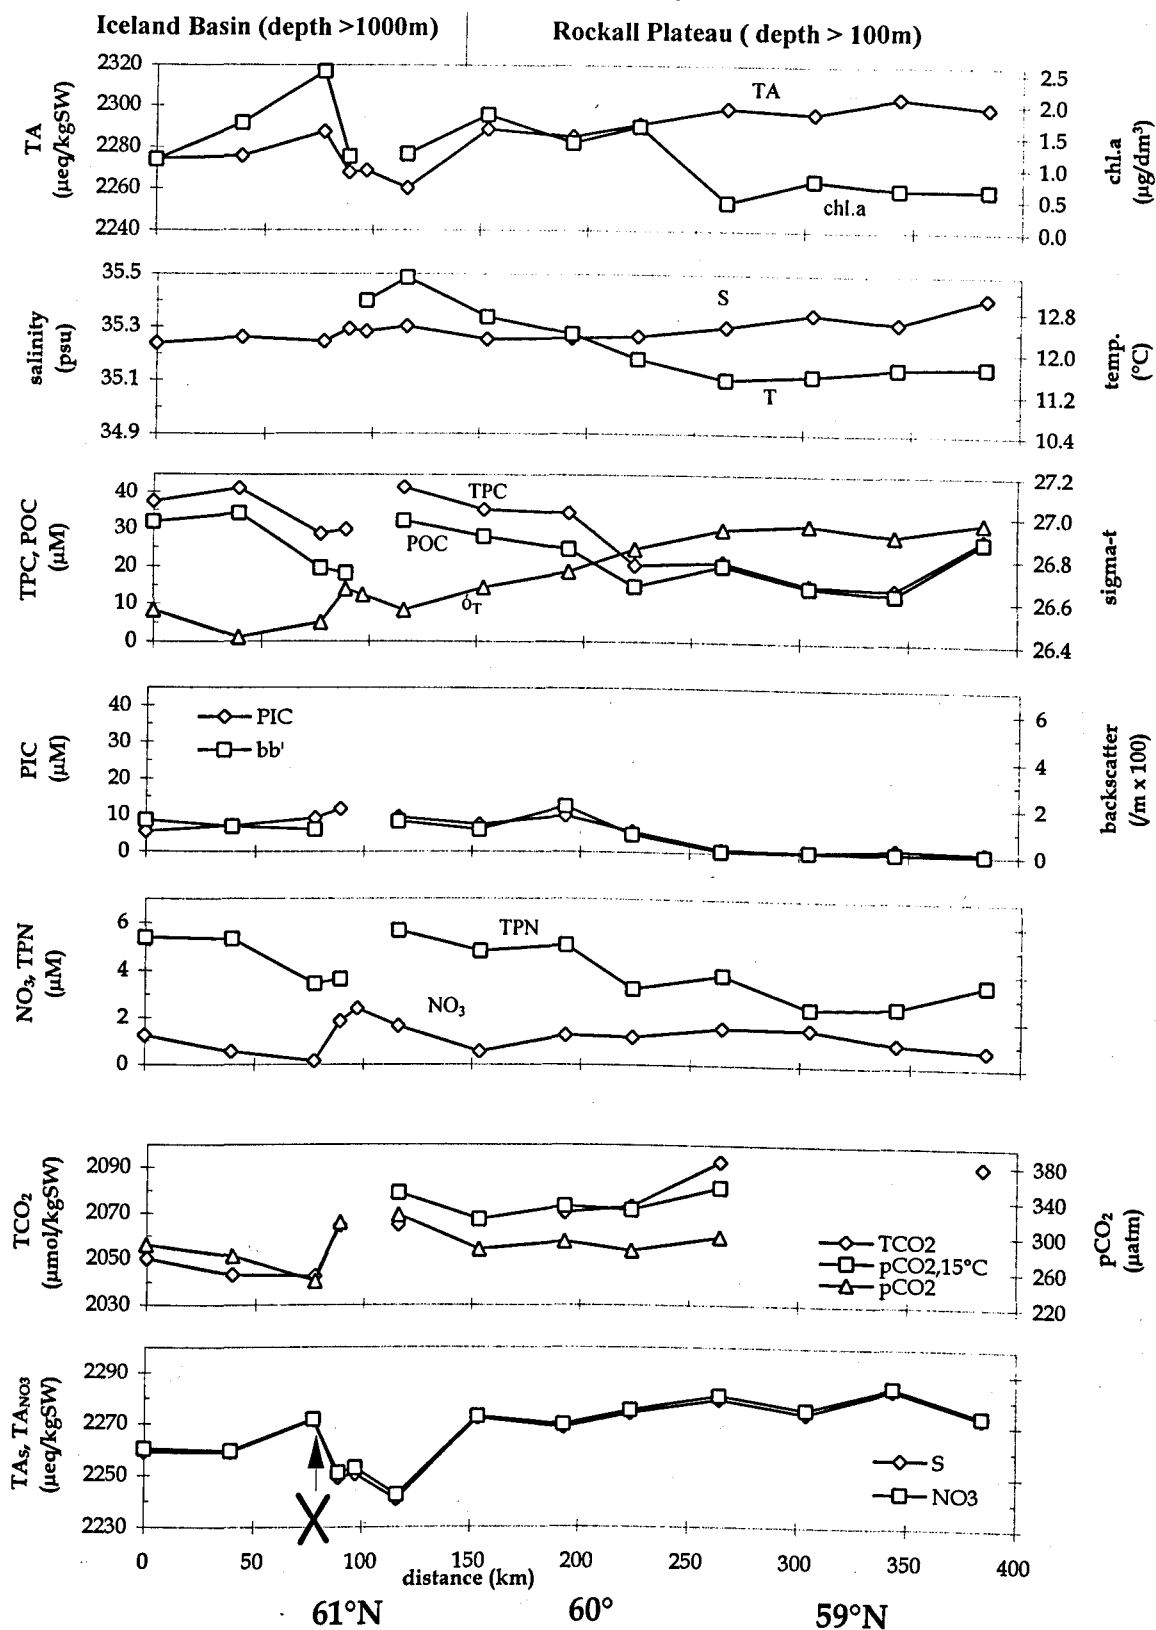 Iceland Basin (depth >1000m)
Rockall Plateau ( depth > 100m)
TA
(µeq/kgSW)
2320
2300
2280
2260
2240
TA
chl.a
2.5
2.0
1.5
1.0
0.5
0.0
chl.a
(µg/dm³)
salinity
(psu)
35.5
35.3
35.1
34.9
S
T
12.8
12.0
11.2
10.4
temp.
(°C)
TPC, POC
(µM)
40
30
20
10
0
TPC
POC
σT
27.2
27.0
26.8
26.6
26.4
sigma-t
PIC
(µM)
40
30
20
10
0
PIC
bb'
6
4
2
0
backscatter
(/m x 100)
NO₃, TPN
(µM)
6
4
2
0
TPN
NO₃
TCO₂
(µmol/kgSW)
2090
2070
2050
2030
TCO2
pCO2,15°C
pCO2
380
340
300
260
220
pCO₂
(µatm)
TAs, TANO3
(µeq/kgSW)
2290
2270
2250
2230
S
NO3
X
0 50 100 150 200 250 300 350 400
distance (km)
61°N 60° 59°N